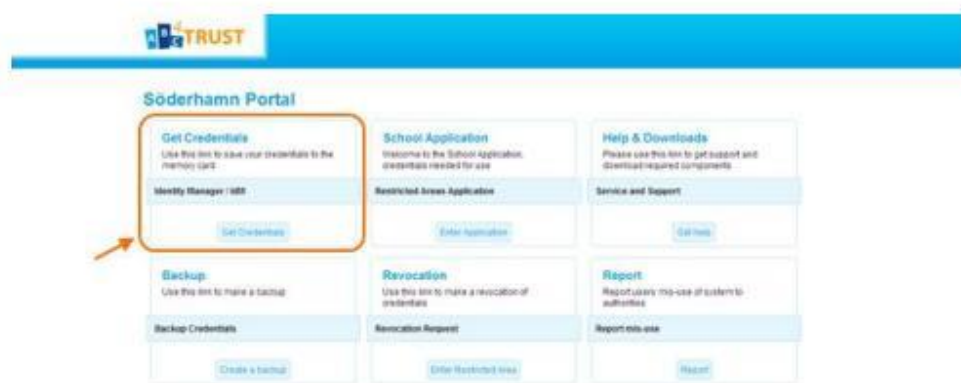 ABC4TRUST
Söderhamn Portal
Get Credentials
Use this link to save your credentials to the
memory card
Identity Manager / IdM
Get Credentials
School Application
Welcome to the School Application,
credentials needed for use
Restricted Areas Application
Enter Application
Help & Downloads
Please use this link to get support and
download required components
Service and Support
Get help
Backup
Use this link to make a backup
Backup Credentials
Create a backup
Revocation
Use this link to make a revocation of
credentials
Revocation Request
Enter Restricted Area
Report
Report users mis-use of system to
authorities
Report mis-use
Report